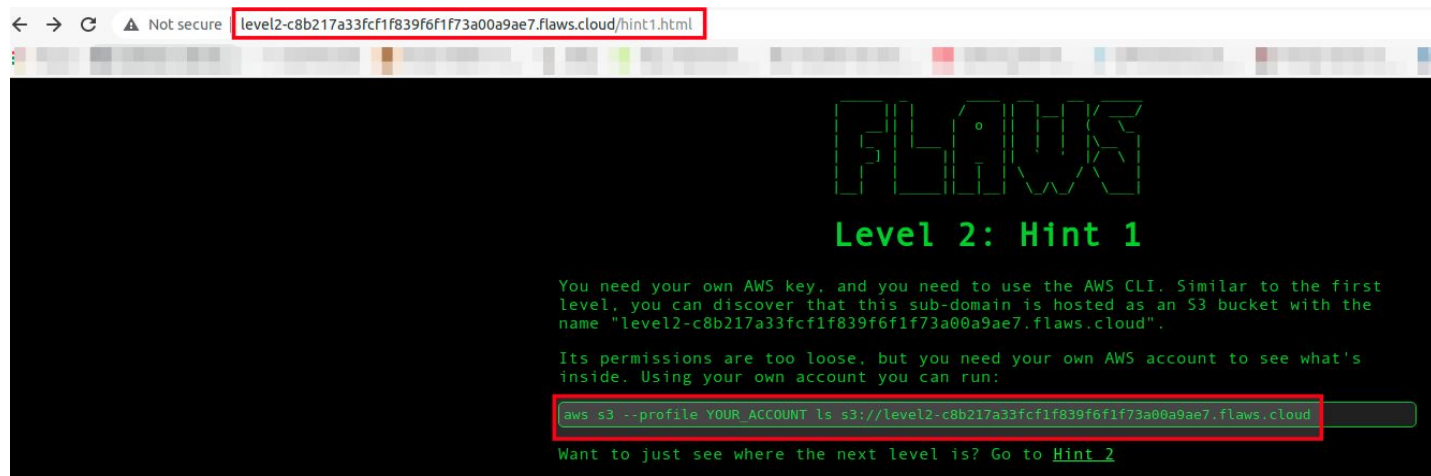 Not secure
level2-c8b217a33fcf1f839f6f1f73a00a9ae7.flaws.cloud/hint1.html
FLAWS
Level 2: Hint 1
You need your own AWS key, and you need to use the AWS CLI. Similar to the first
level, you can discover that this sub-domain is hosted as an S3 bucket with the
name "level2-c8b217a33fcf1f839f6f1f73a00a9ae7.flaws.cloud".
Its permissions are too loose, but you need your own AWS account to see what's
inside. Using your own account you can run:
aws s3 --profile YOUR_ACCOUNT ls s3://level2-c8b217a33fcf1f839f6f1f73a00a9ae7.flaws.cloud
Want to just see where the next level is? Go to Hint 2